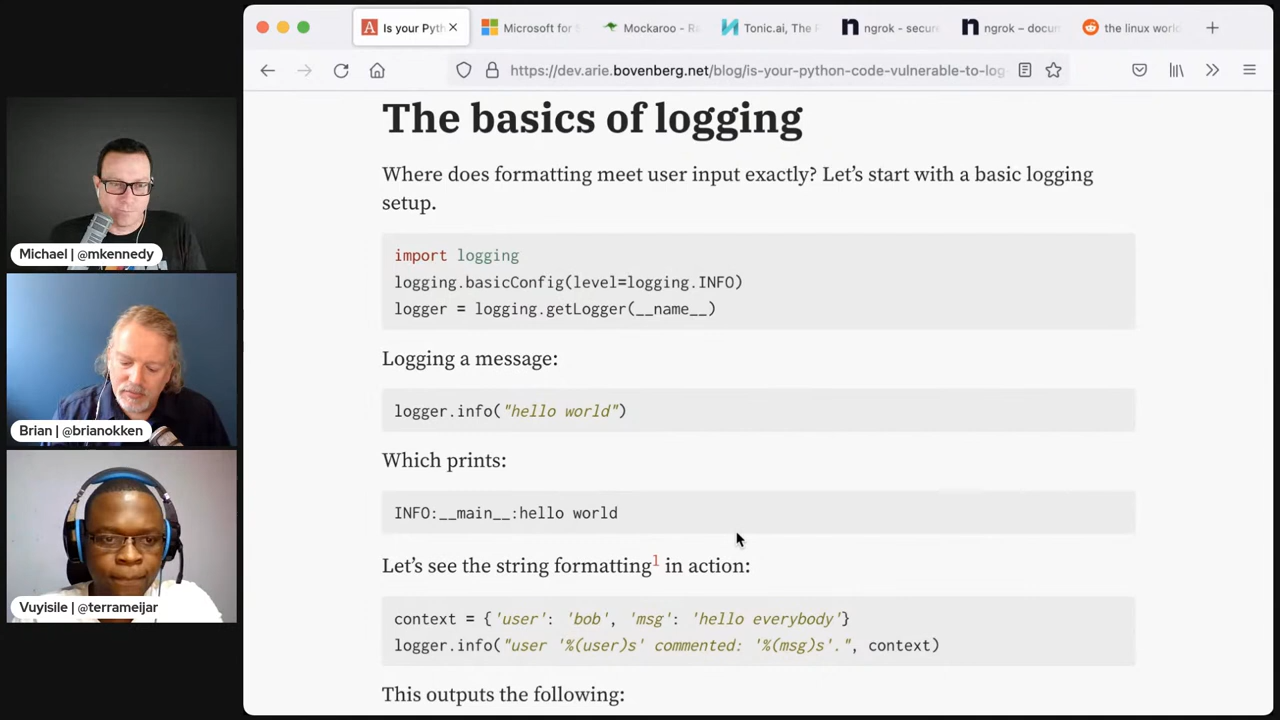 Is your Pyth
Microsoft for S
Mockaroo - Ra
Tonic.ai, The F
ngrok - secure
ngrok – docun
the linux world
https://dev.arie.bovenberg.net/blog/is-your-python-code-vulnerable-to-log
The basics of logging
Where does formatting meet user input exactly? Let’s start with a basic logging
setup.
import logging
logging.basicConfig(level=logging.INFO)
logger = logging.getLogger(__name__)
Logging a message:
logger.info("hello world")
Which prints:
INFO:__main__:hello world
Let’s see the string formatting1 in action:
context = {'user': 'bob', 'msg': 'hello everybody'}
logger.info("user '%(user)s' commented: '%(msg)s'.", context)
This outputs the following:
Michael | @mkennedy
Brian | @brianokken
Vuyisile | @terrameijar